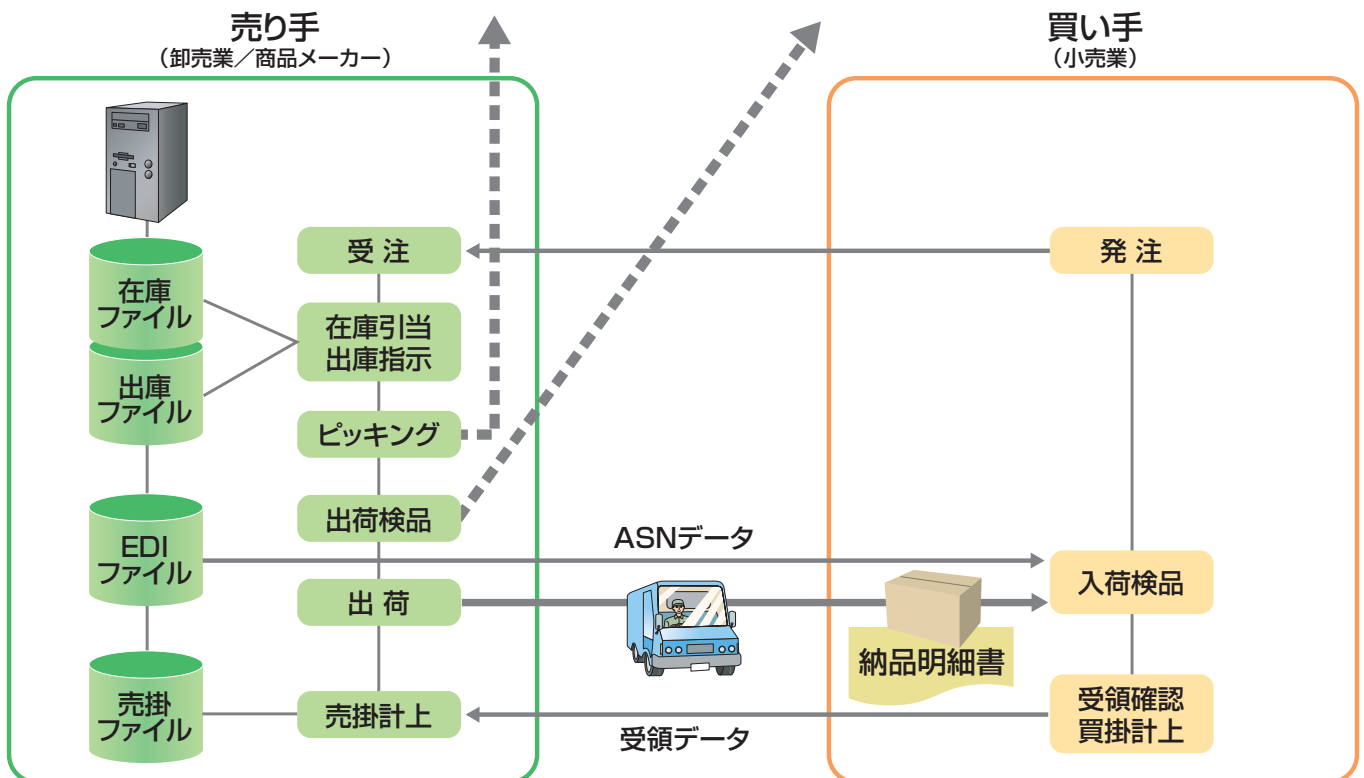 売り手
（卸売業／商品メーカー）
買い手
（小売業）
在庫
ファイル
出庫
ファイル
EDI
ファイル
売掛
ファイル
受 注
在庫引当
出庫指示
ピッキング
出荷検品
出 荷
売掛計上
ASNデータ
納品明細書
受領データ
発 注
入荷検品
受領確認
買掛計上